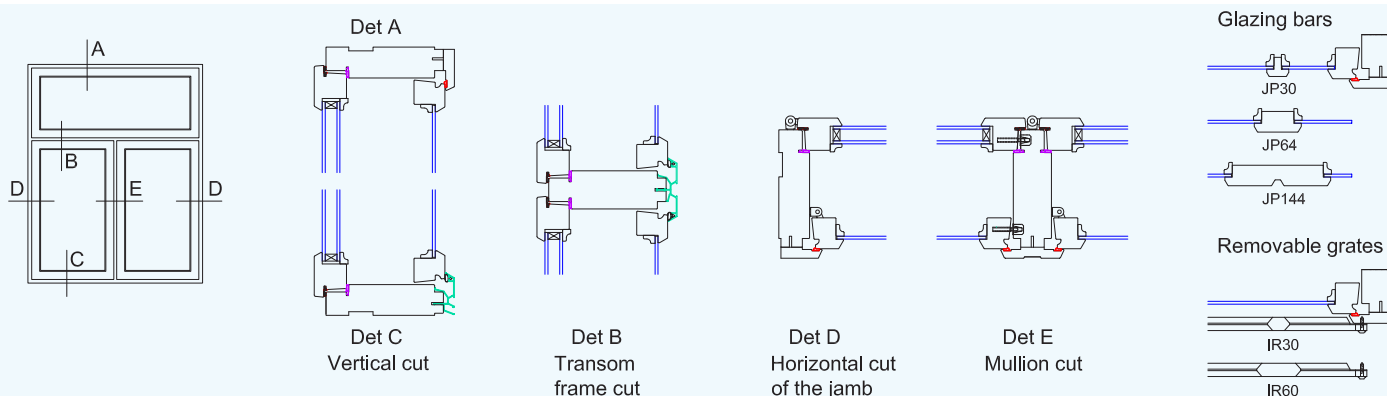 A
B
D
E
D
C
Det A
Det C
Vertical cut
Det B
Transom
frame cut
Det D
Horizontal cut
of the jamb
Det E
Mullion cut
Glazing bars
JP30
JP64
JP144
Removable grates
IR30
IR60